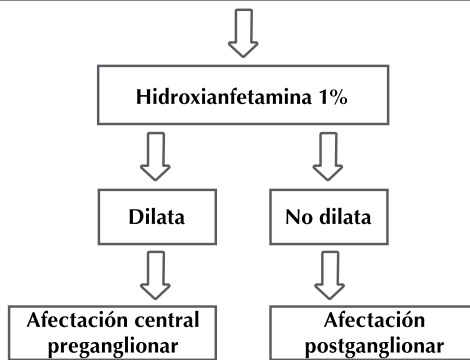 Hidroxianfetamina 1%
Dilata
No dilata
Afectación central
preganglionar
Afectación
postganglionar